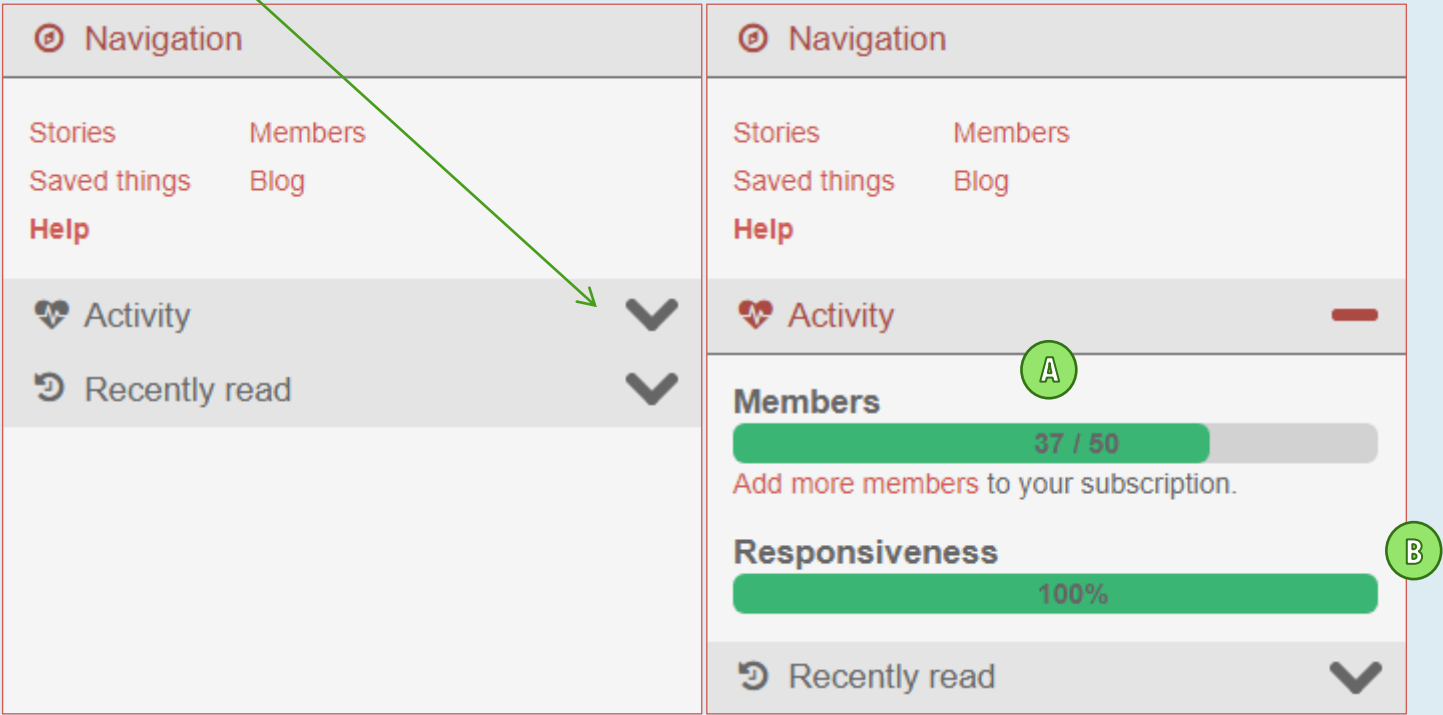 Navigation
Stories Members
Saved things Blog
Help
Activity
Recently read
Navigation
Stories Members
Saved things Blog
Help
Activity
A
Members
37 / 50
Add more members to your subscription.
Responsiveness
B
100%
Recently read